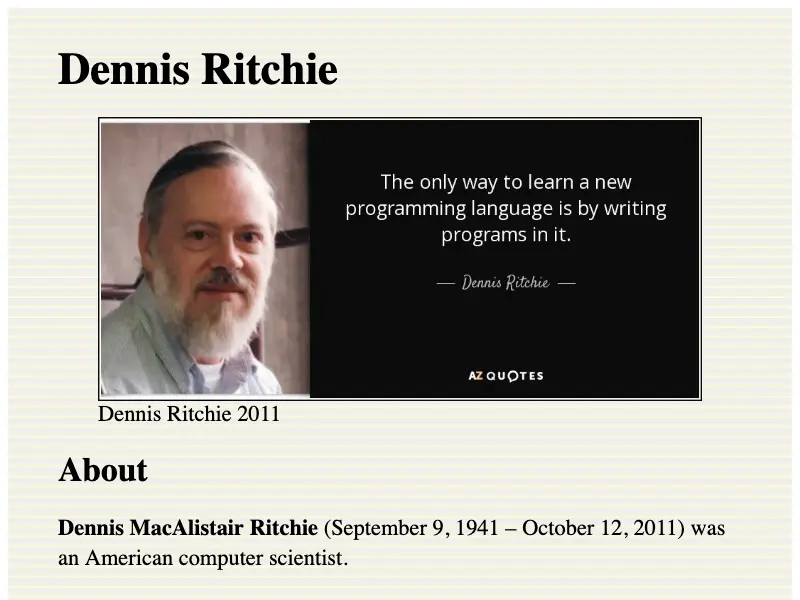 Dennis Ritchie
The only way to learn a new
programming language is by writing
programs in it.
— Dennis Ritchie —
AZ QUOTES
Dennis Ritchie 2011
About
Dennis MacAlistair Ritchie (September 9, 1941 – October 12, 2011) was
an American computer scientist.